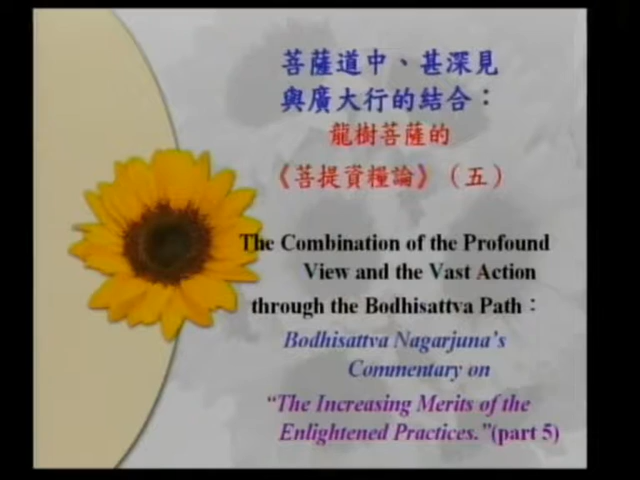 菩薩道中、甚深見
與廣大行的結合：
龍樹菩薩的
《菩提資糧論》（五）
The Combination of the Profound
View and the Vast Action
through the Bodhisattva Path：
Bodhisattva Nagarjuna's
Commentary on
“The Increasing Merits of the
Enlightened Practices.”(part 5)